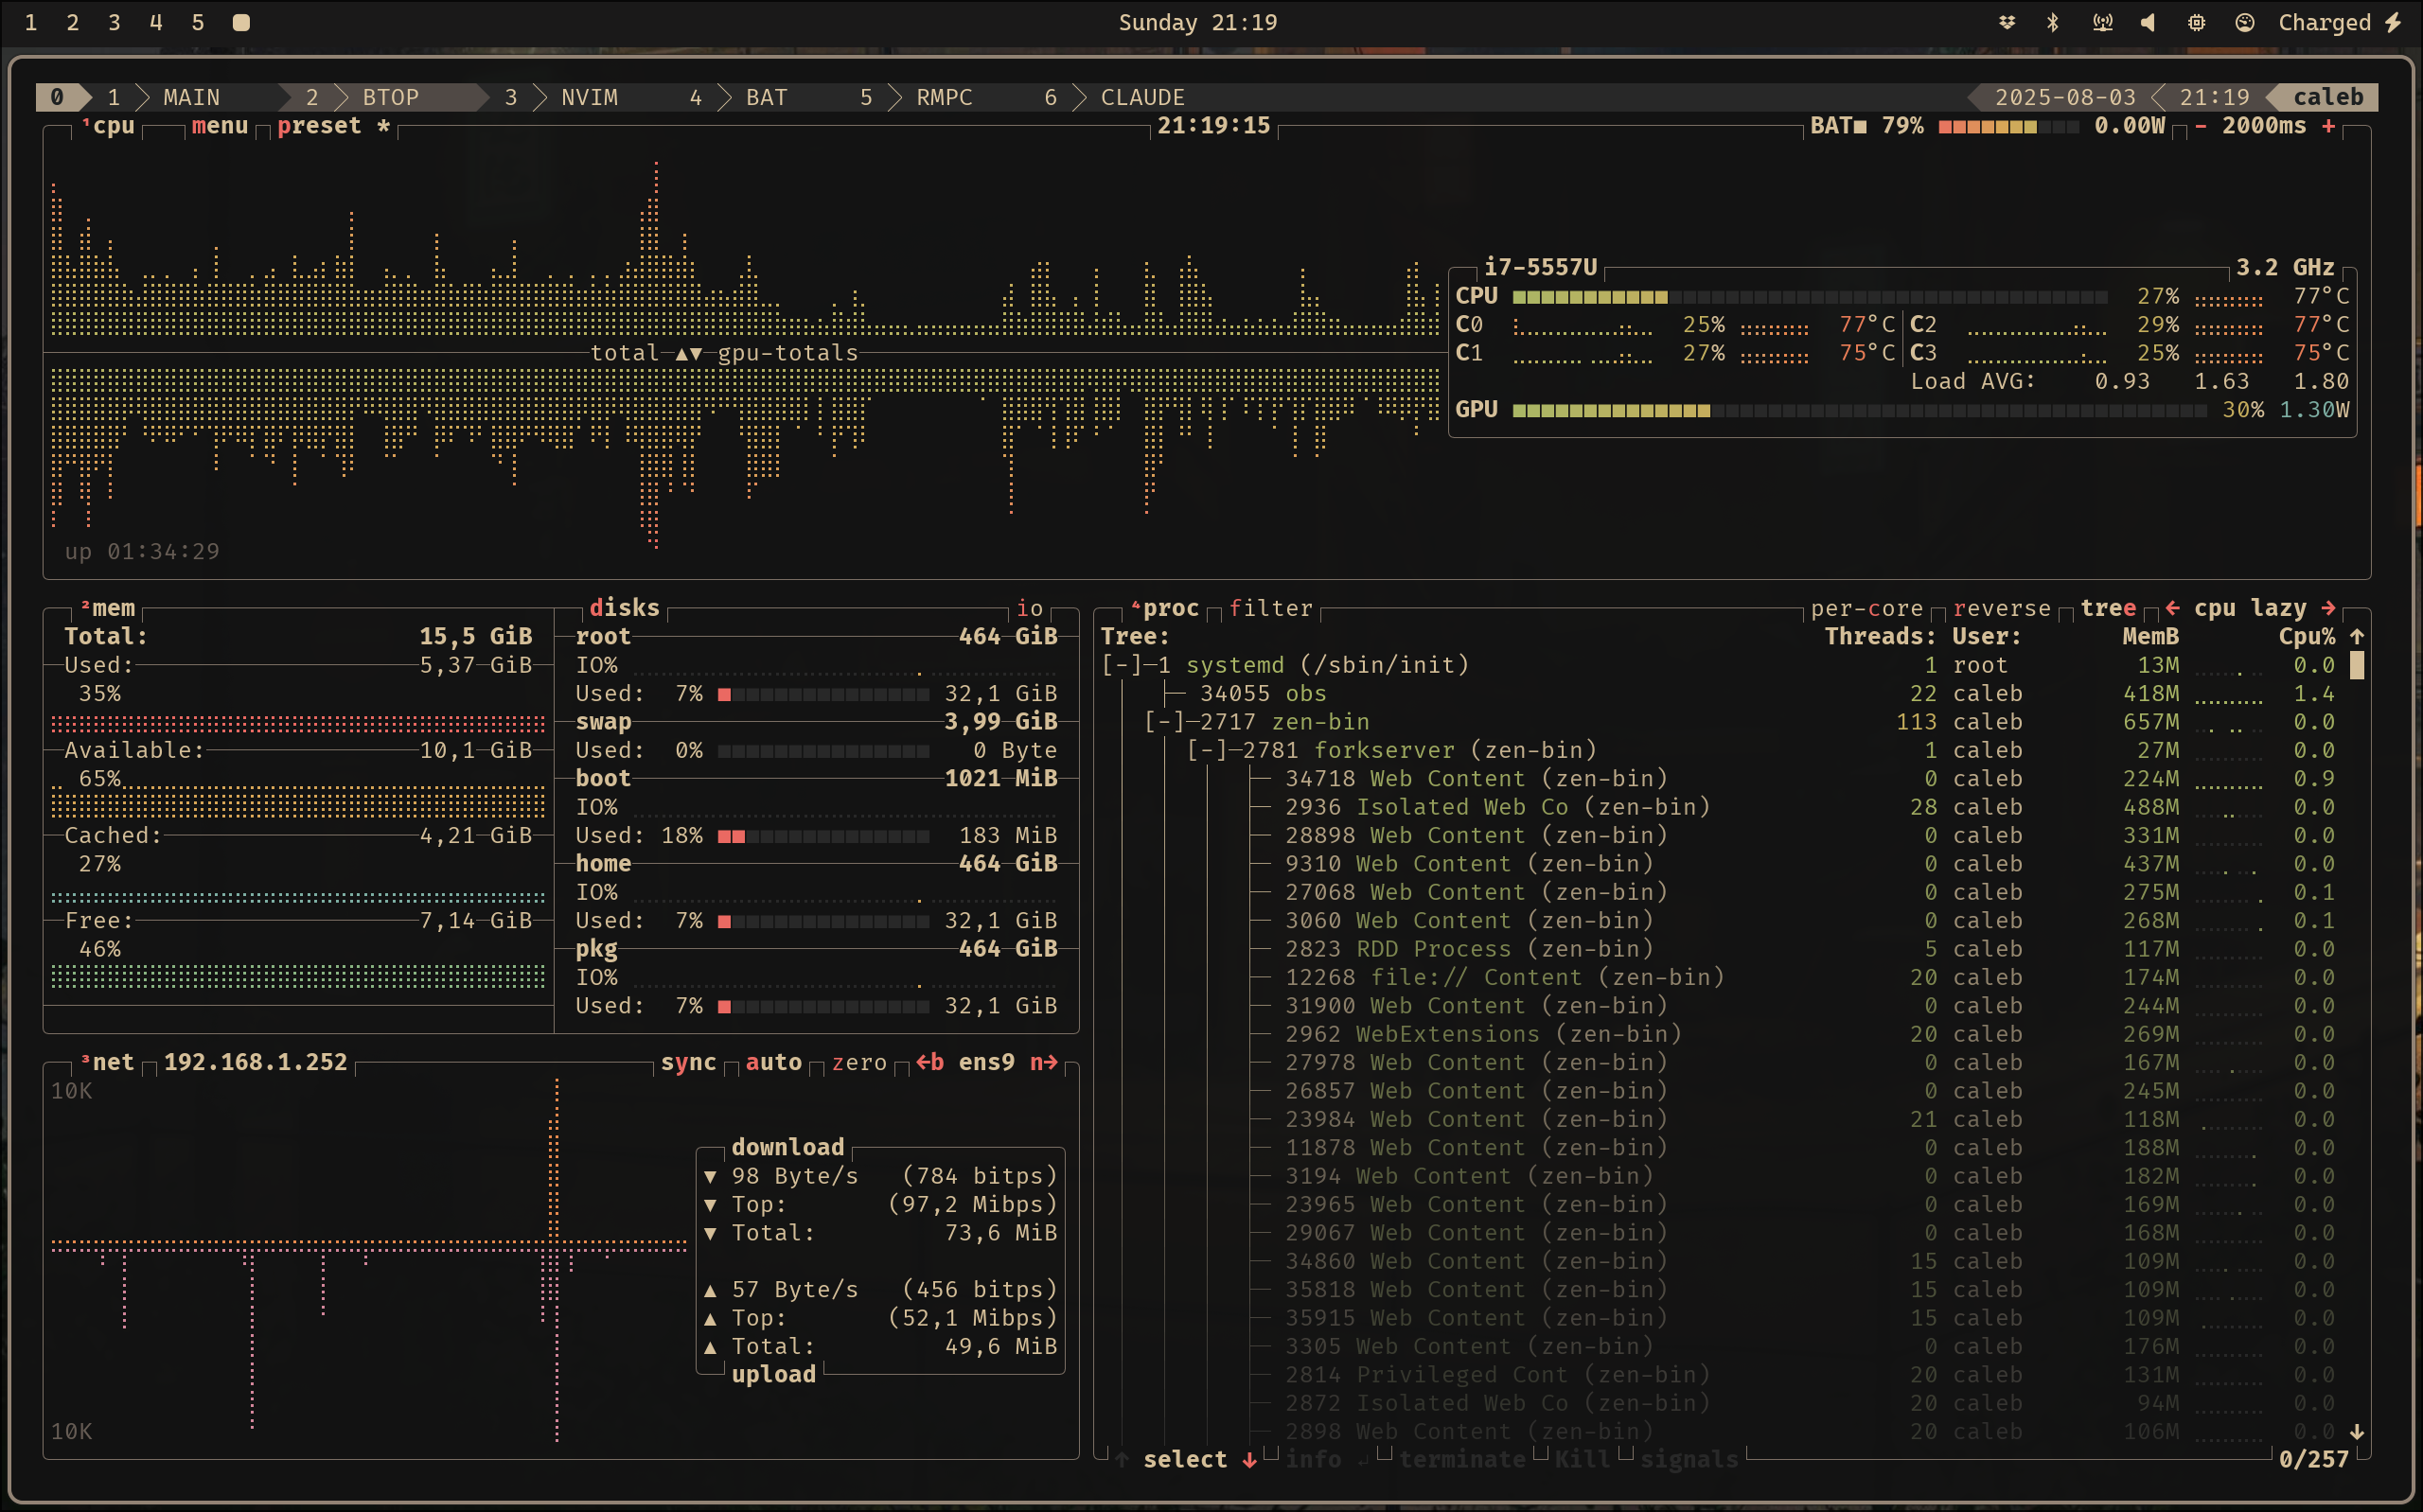 1 2 3 4 5 Sunday 21:19 Charged
0 1 MAIN 2 BTOP 3 NVIM 4 BAT 5 RMPC 6 CLAUDE 2025-08-03 21:19 caleb
¹cpu menu preset * 21:19:15 BAT■ 79% 0.00W - 2000ms +
i7-5557U 3.2 GHz
CPU 27% 77°C
C0 25% 77°C C2 29% 77°C
total ▲▼ gpu-totals C1 27% 75°C C3 25% 75°C
Load AVG: 0.93 1.63 1.80
GPU 30% 1.30W
up 01:34:29
²mem
Total: 15,5 GiB
Used: 5,37 GiB
35%
Available: 10,1 GiB
65%
Cached: 4,21 GiB
27%
Free: 7,14 GiB
46%
disks io
root 464 GiB
IO%
Used: 7% 32,1 GiB
swap 3,99 GiB
Used: 0% 0 Byte
boot 1021 MiB
IO%
Used: 18% 183 MiB
home 464 GiB
IO%
Used: 7% 32,1 GiB
pkg 464 GiB
IO%
Used: 7% 32,1 GiB
³net 192.168.1.252 sync auto zero ←b ens9 n→
10K
download
▼ 98 Byte/s (784 bitps)
▼ Top: (97,2 Mibps)
▼ Total: 73,6 MiB
▲ 57 Byte/s (456 bitps)
▲ Top: (52,1 Mibps)
▲ Total: 49,6 MiB
upload
10K
⁴proc filter per-core reverse tree ← cpu lazy →
Tree: Threads: User: MemB Cpu% ↑
[-]─1 systemd (/sbin/init) 1 root 13M 0.0
34055 obs 22 caleb 418M 1.4
[-]─2717 zen-bin 113 caleb 657M 0.0
[-]─2781 forkserver (zen-bin) 1 caleb 27M 0.0
34718 Web Content (zen-bin) 0 caleb 224M 0.9
2936 Isolated Web Co (zen-bin) 28 caleb 488M 0.0
28898 Web Content (zen-bin) 0 caleb 331M 0.0
9310 Web Content (zen-bin) 0 caleb 437M 0.0
27068 Web Content (zen-bin) 0 caleb 275M 0.1
3060 Web Content (zen-bin) 0 caleb 268M 0.1
2823 RDD Process (zen-bin) 5 caleb 117M 0.0
12268 file:// Content (zen-bin) 20 caleb 174M 0.0
31900 Web Content (zen-bin) 0 caleb 244M 0.0
2962 WebExtensions (zen-bin) 20 caleb 269M 0.0
27978 Web Content (zen-bin) 0 caleb 167M 0.0
26857 Web Content (zen-bin) 0 caleb 245M 0.0
23984 Web Content (zen-bin) 21 caleb 118M 0.0
11878 Web Content (zen-bin) 0 caleb 188M 0.0
3194 Web Content (zen-bin) 0 caleb 182M 0.0
23965 Web Content (zen-bin) 0 caleb 169M 0.0
29067 Web Content (zen-bin) 0 caleb 168M 0.0
34860 Web Content (zen-bin) 15 caleb 109M 0.0
35818 Web Content (zen-bin) 15 caleb 109M 0.0
35915 Web Content (zen-bin) 15 caleb 109M 0.0
3305 Web Content (zen-bin) 0 caleb 176M 0.0
2814 Privileged Cont (zen-bin) 20 caleb 131M 0.0
2872 Isolated Web Co (zen-bin) 20 caleb 94M 0.0
2898 Web Content (zen-bin) 20 caleb 106M 0.0 ↓
↑ select ↓ info ↲ terminate Kill signals 0/257